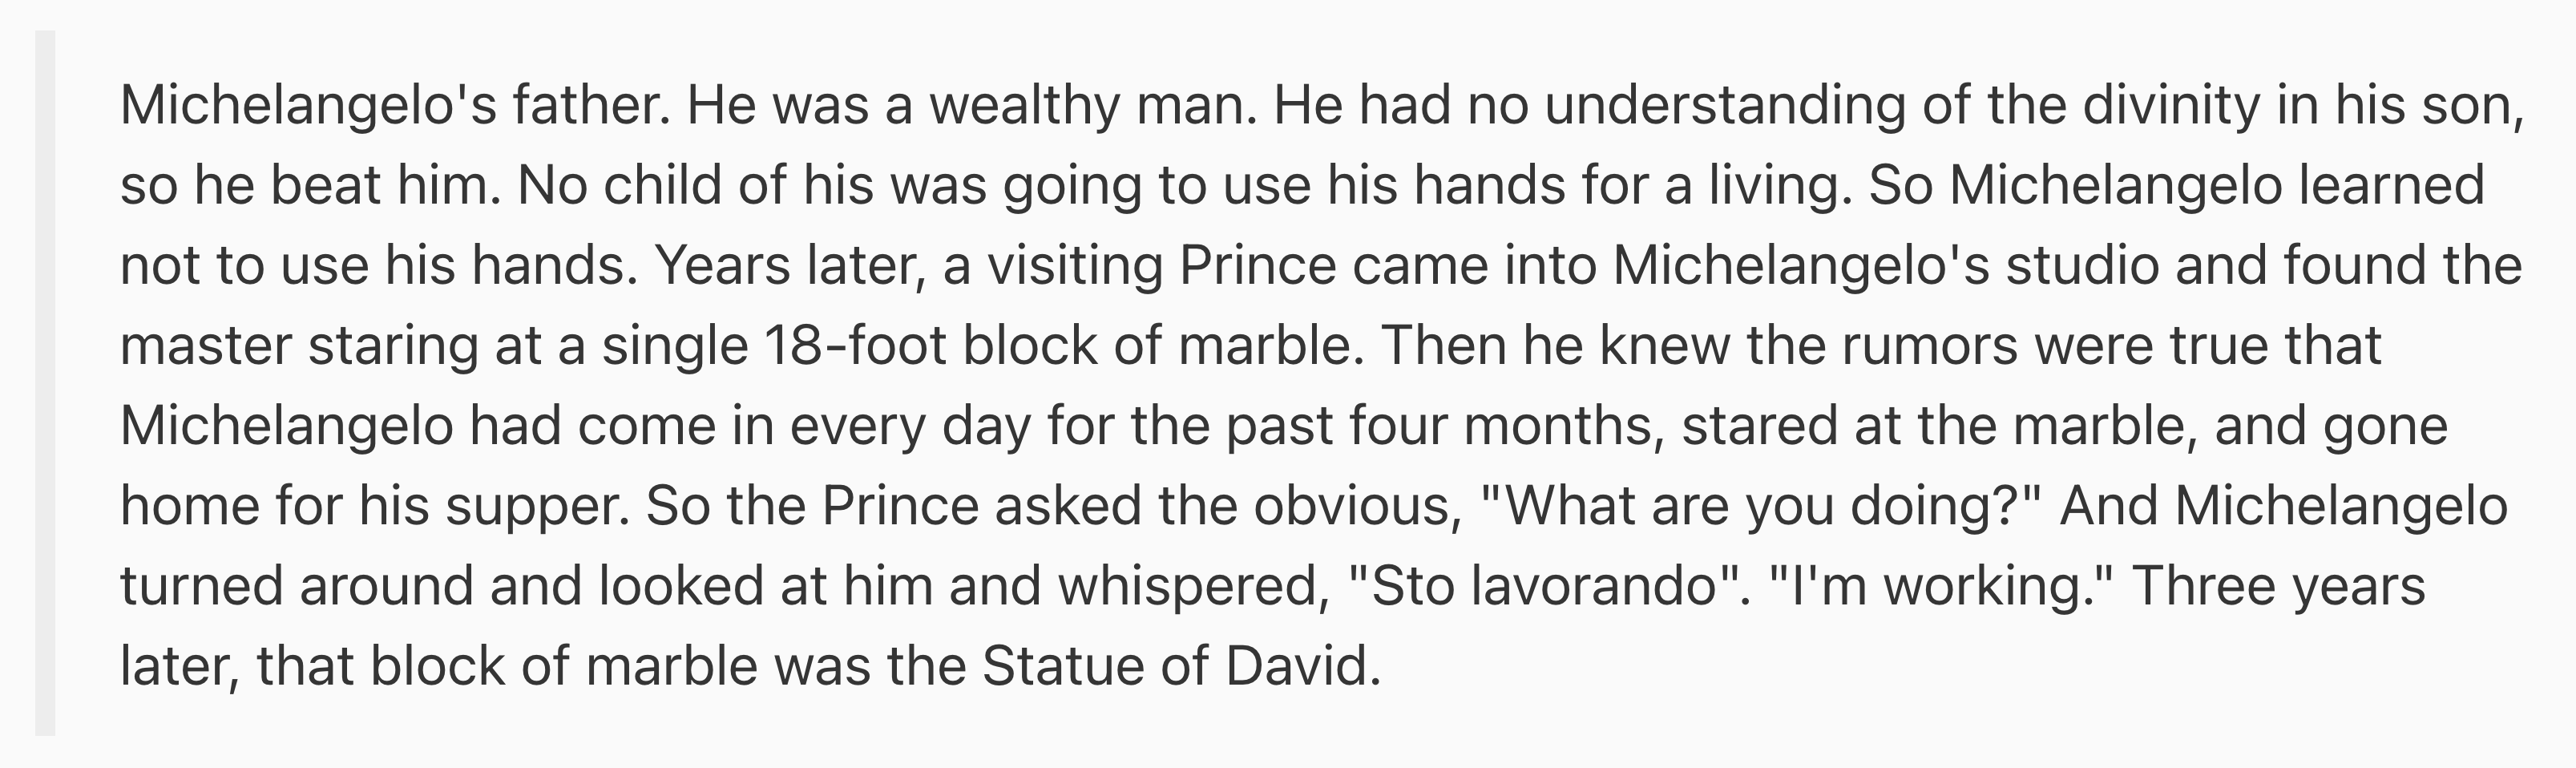 Michelangelo's father. He was a wealthy man. He had no understanding of the divinity in his son,
so he beat him. No child of his was going to use his hands for a living. So Michelangelo learned
not to use his hands. Years later, a visiting Prince came into Michelangelo's studio and found the
master staring at a single 18-foot block of marble. Then he knew the rumors were true that
Michelangelo had come in every day for the past four months, stared at the marble, and gone
home for his supper. So the Prince asked the obvious, "What are you doing?" And Michelangelo
turned around and looked at him and whispered, "Sto lavorando". "I'm working." Three years
later, that block of marble was the Statue of David.